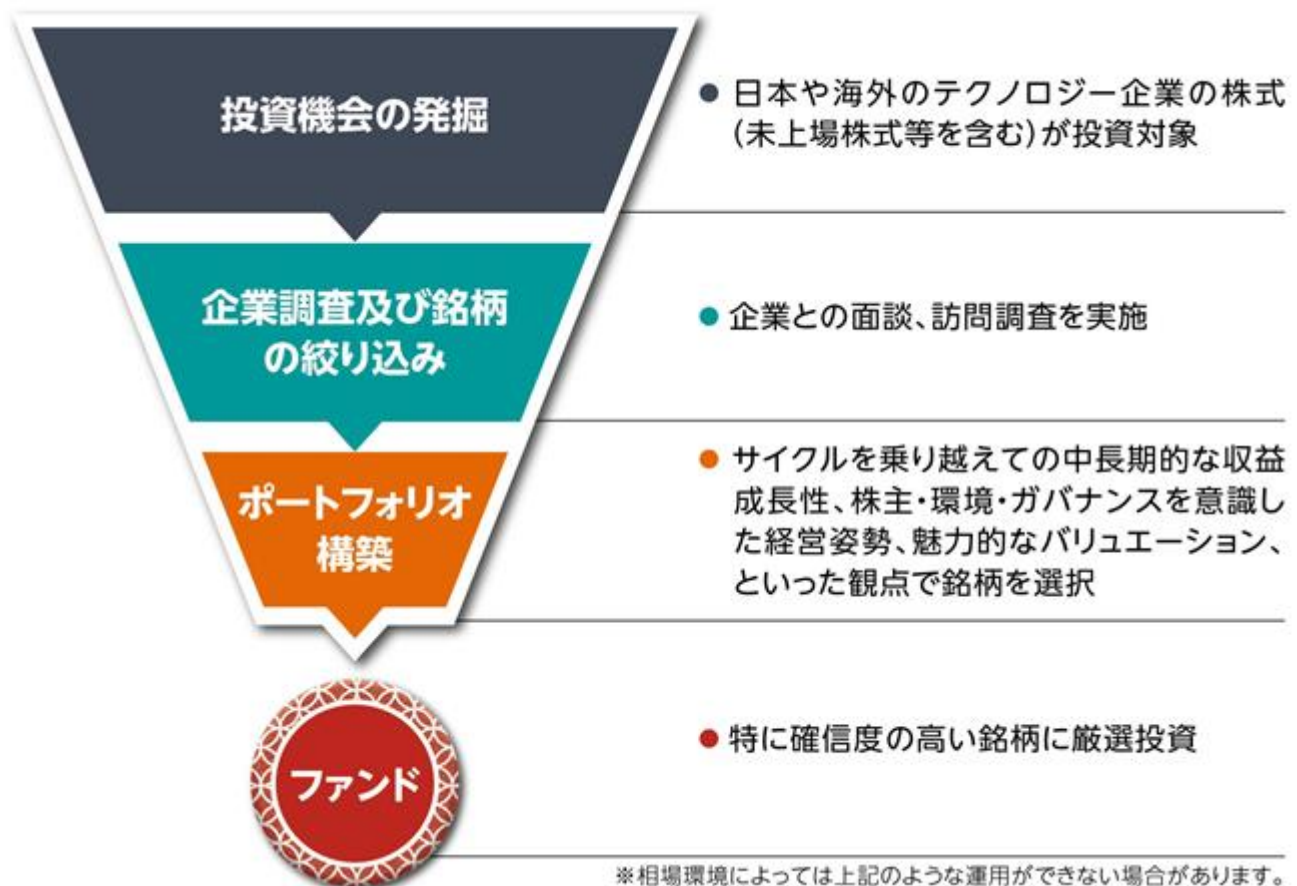 投資機会の発掘
● 日本や海外のテクノロジー企業の株式
(未上場株式等を含む)が投資対象
企業調査及び銘柄
の絞り込み
● 企業との面談、訪問調査を実施
ポートフォリオ
構築
● サイクルを乗り越えての中長期的な収益
成長性、株主・環境・ガバナンスを意識し
た経営姿勢、魅力的なバリュエーション、
といった観点で銘柄を選択
ファンド
● 特に確信度の高い銘柄に厳選投資
※相場環境によっては上記のような運用ができない場合があります。